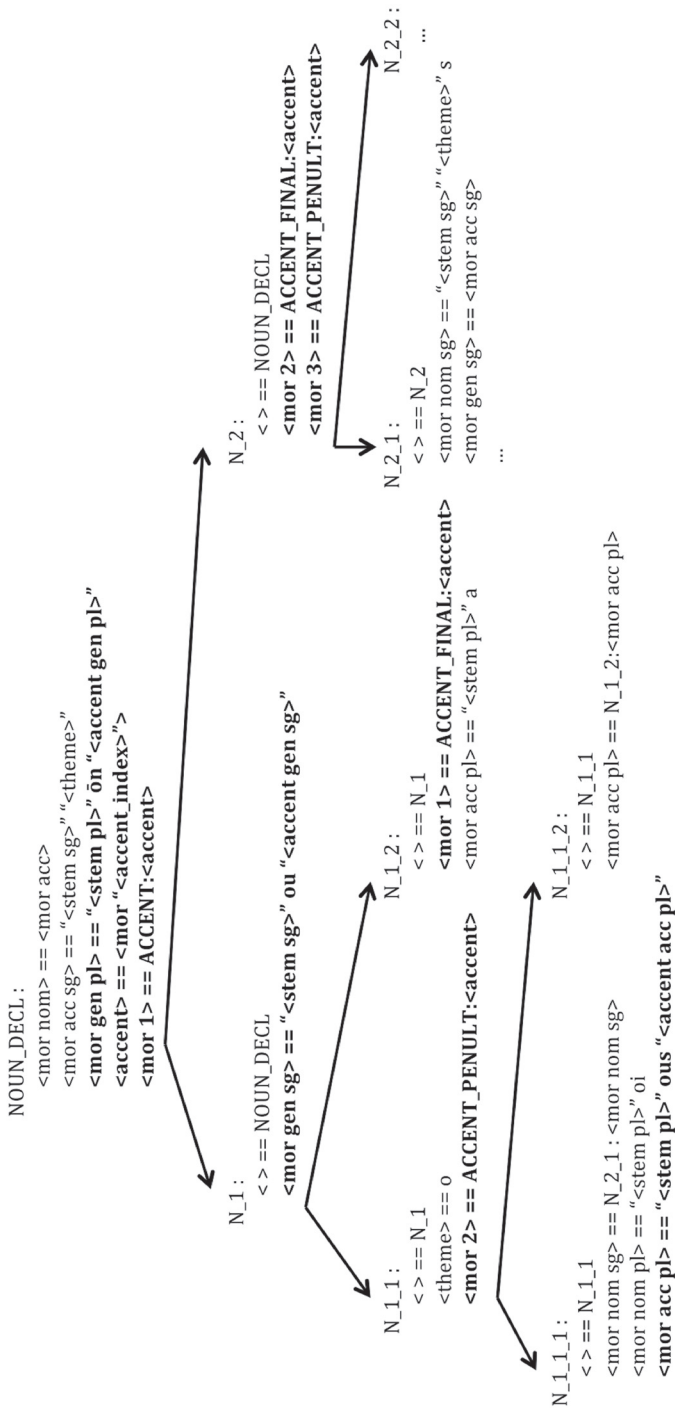 NOUN_DECL :
<mor nom> == <mor acc>
<mor acc sg> == “<stem sg>” “<theme>”
<mor gen pl> == “<stem pl>” ōn “<accent gen pl>”
<accent> == <mor “<accent_index>”>
<mor 1> == ACCENT:<accent>
N_1 :
< > == NOUN_DECL
<mor gen sg> == “<stem sg>” ou “<accent gen sg>”
N_2 :
< > == NOUN_DECL
<mor 2> == ACCENT_FINAL:<accent>
<mor 3> == ACCENT_PENULT:<accent>
N_1_1 :
< > == N_1
<theme> == o
<mor 2> == ACCENT_PENULT:<accent>
N_1_2 :
< > == N_1
<mor 1> == ACCENT_FINAL:<accent>
<mor acc pl> == “<stem pl>” a
N_2_1 :
< > == N_2
<mor nom sg> == “<stem sg>” “<theme>” s
<mor gen sg> == <mor acc sg>
...
N_2_2 :
...
N_1_1_1 :
< > == N_1_1
<mor nom sg> == N_2_1 : <mor nom sg>
<mor nom pl> == “<stem pl>” oi
<mor acc pl> == “<stem pl>” ous “<accent acc pl>”
N_1_1_2 :
< > == N_1_1
<mor acc pl> == N_1_2:<mor acc pl>